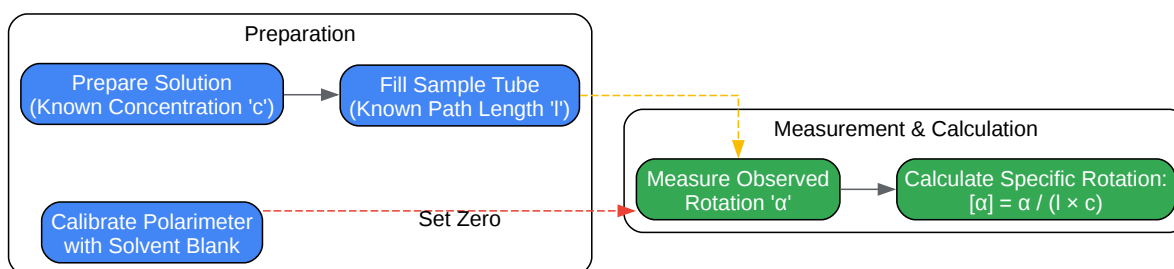 Preparation
Prepare Solution
(Known Concentration 'c')
Fill Sample Tube
(Known Path Length 'l')
Calibrate Polarimeter
with Solvent Blank
Set Zero
Measurement & Calculation
Measure Observed
Rotation 'α'
Calculate Specific Rotation:
[α] = α / (l × c)